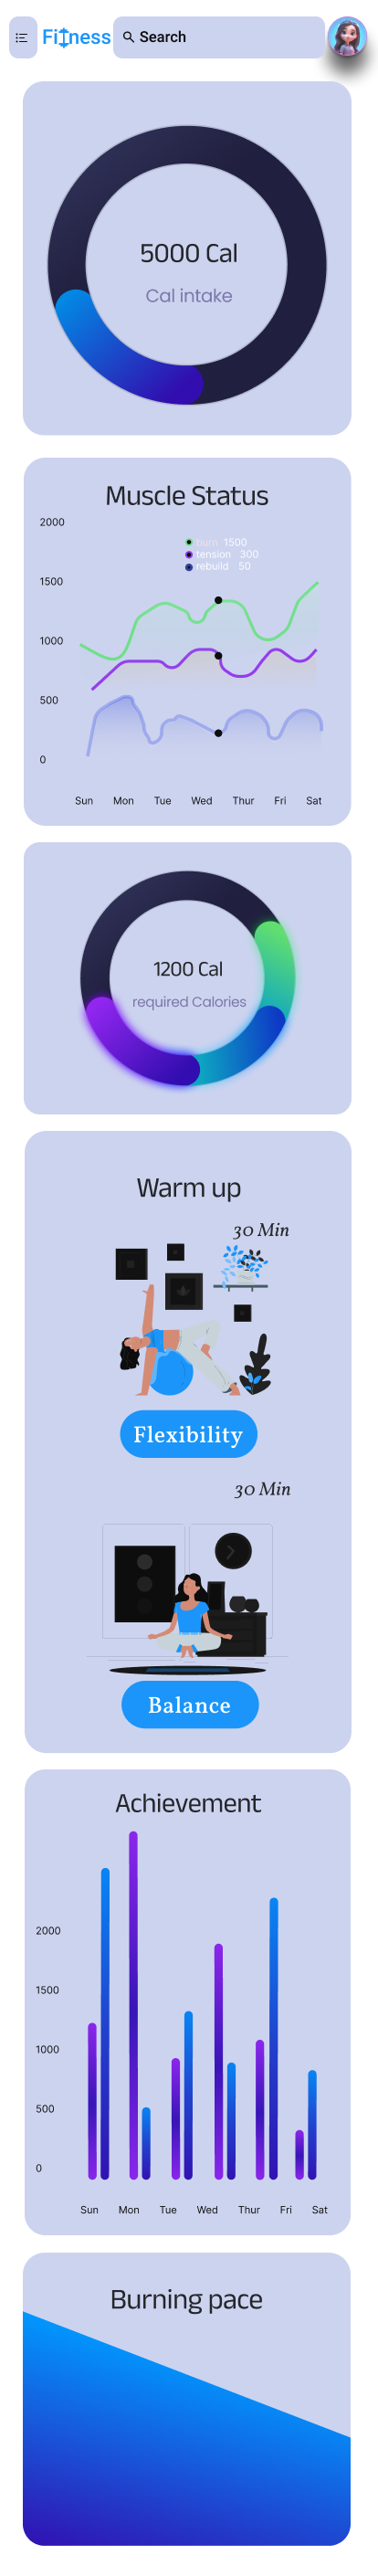 Fitness
Search
5000 Cal
Cal intake
Muscle Status
2000
burn 1500
tension 300
rebuild 50
1500
1000
500
0
Sun Mon Tue Wed Thur Fri Sat
1200 Cal
required Calories
Warm up
30 Min
Flexibility
30 Min
Balance
Achievement
2000
1500
1000
500
0
Sun Mon Tue Wed Thur Fri Sat
Burning pace